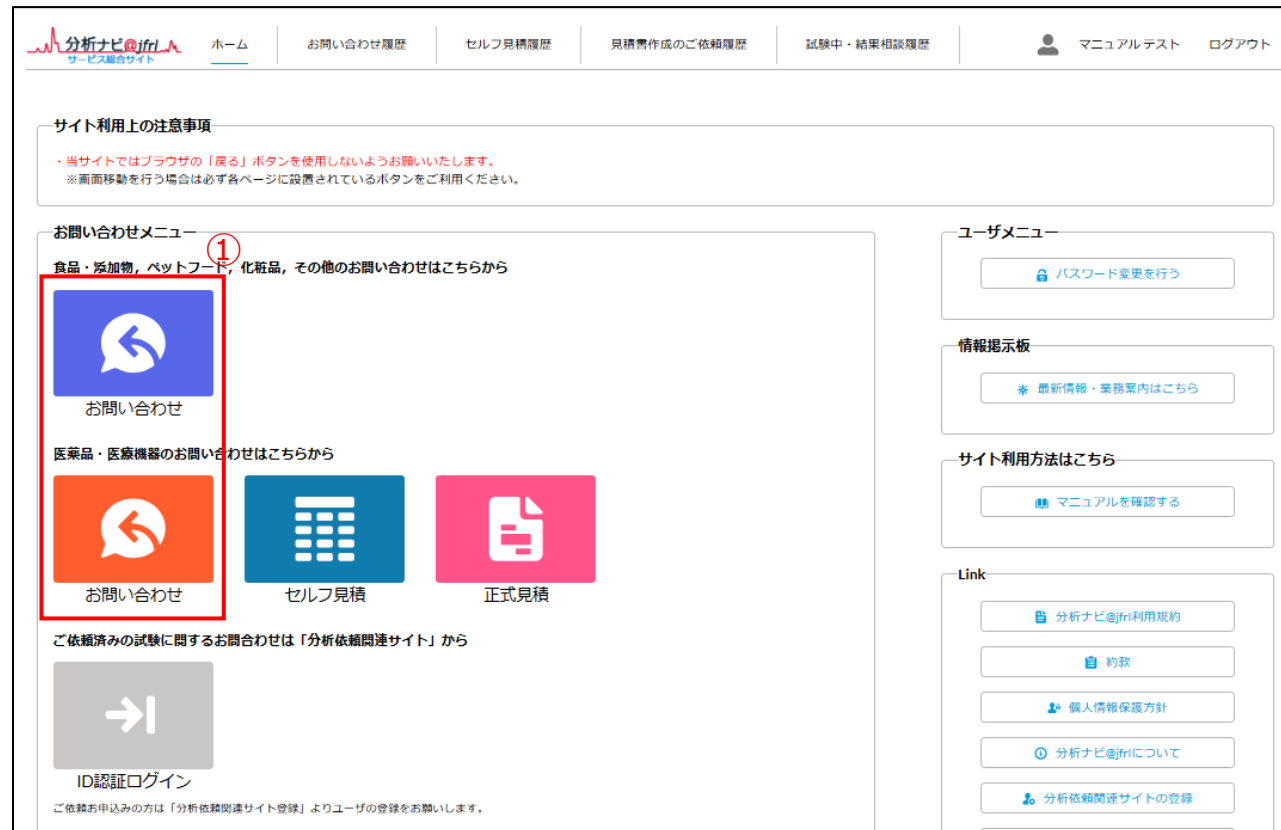 分析ナビ@jfrl
サービス総合サイト
ホーム
お問い合わせ履歴
セルフ見積履歴
見積書作成のご依頼履歴
試験中・結果相談履歴
マニュアルテスト
ログアウト
サイト利用上の注意事項
・当サイトではブラウザの「戻る」ボタンを使用しないようお願いいたします。
※画面移動を行う場合は必ず各ページに設置されているボタンをご利用ください。
お問い合わせメニュー
①
食品・添加物，ペットフード，化粧品，その他のお問い合わせはこちらから
お問い合わせ
医薬品・医療機器のお問い合わせはこちらから
お問い合わせ
セルフ見積
正式見積
ご依頼済みの試験に関するお問合わせは「分析依頼関連サイト」から
ID認証ログイン
ご依頼お申込みの方は「分析依頼関連サイト登録」よりユーザの登録をお願いします。
ユーザメニュー
パスワード変更を行う
情報掲示板
最新情報・業務案内はこちら
サイト利用方法はこちら
マニュアルを確認する
Link
分析ナビ@jfrl利用規約
約款
個人情報保護方針
分析ナビ@jfrlについて
分析依頼関連サイトの登録